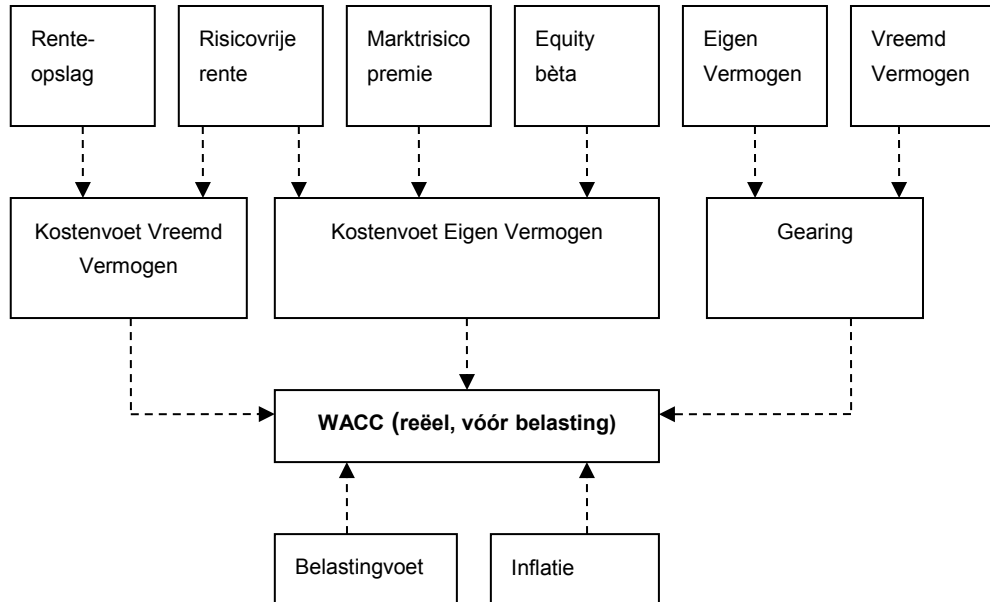 Rente-
opslag
Risicovrije
rente
Marktrisico
premie
Equity
bèta
Eigen
Vermogen
Vreemd
Vermogen
Kostenvoet Vreemd
Vermogen
Kostenvoet Eigen Vermogen
Gearing
WACC (reëel, vóór belasting)
Belastingvoet
Inflatie